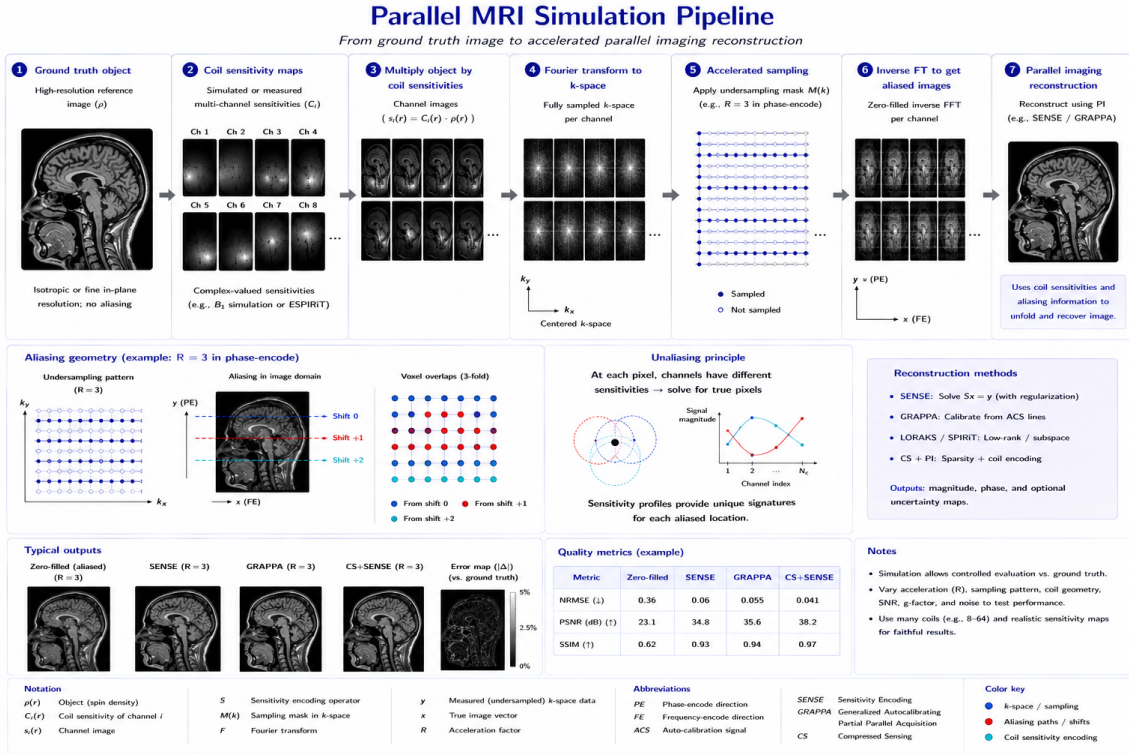 Parallel MRI Simulation Pipeline
From ground truth image to accelerated parallel imaging reconstruction
1 Ground truth object
High-resolution reference
image (ρ)
Isotropic or fine in-plane
resolution; no aliasing
2 Coil sensitivity maps
Simulated or measured
multi-channel sensitivities (Cᵢ)
Ch 1 Ch 2 Ch 3 Ch 4
Ch 5 Ch 6 Ch 7 Ch 8
...
Complex-valued sensitivities
(e.g., B₁ simulation or ESPIRiT)
3 Multiply object by
coil sensitivities
Channel images
( sᵢ(r) = Cᵢ(r) · ρ(r) )
...
4 Fourier transform to
k-space
Fully sampled k-space
per channel
...
k_y
k_x
Centered k-space
5 Accelerated sampling
Apply undersampling mask M(k)
(e.g., R = 3 in phase-encode)
...
Sampled
Not sampled
6 Inverse FT to get
aliased images
Zero-filled inverse FFT
per channel
...
y (PE)
x (FE)
7 Parallel imaging
reconstruction
Reconstruct using PI
(e.g., SENSE / GRAPPA)
Uses coil sensitivities and
aliasing information to
unfold and recover image.
Aliasing geometry (example: R = 3 in phase-encode)
Undersampling pattern
(R = 3)
k_y
k_x
Aliasing in image domain
y (PE)
Shift 0
Shift +1
Shift +2
x (FE)
Voxel overlaps (3-fold)
From shift 0
From shift +1
From shift +2
Unaliasing principle
At each pixel, channels have different
sensitivities → solve for true pixels
Signal
magnitude
1 2 ... N_c
Channel index
Sensitivity profiles provide unique signatures
for each aliased location.
Reconstruction methods
• SENSE: Solve Sx = y (with regularization)
• GRAPPA: Calibrate from ACS lines
• LORAKS / SPIRiT: Low-rank / subspace
• CS + PI: Sparsity + coil encoding
Outputs: magnitude, phase, and optional
uncertainty maps.
Typical outputs
Zero-filled (aliased)
(R = 3)
SENSE (R = 3)
GRAPPA (R = 3)
CS+SENSE (R = 3)
Error map (|Δ|)
(vs. ground truth)
5%
2.5%
0%
Quality metrics (example)
Metric Zero-filled SENSE GRAPPA CS+SENSE
NRMSE (↓) 0.36 0.06 0.055 0.041
PSNR (dB) (↑) 23.1 34.8 35.6 38.2
SSIM (↑) 0.62 0.93 0.94 0.97
Notes
• Simulation allows controlled evaluation vs. ground truth.
• Vary acceleration (R), sampling pattern, coil geometry,
SNR, g-factor, and noise to test performance.
• Use many coils (e.g., 8–64) and realistic sensitivity maps
for faithful results.
Notation
ρ(r) Object (spin density)
Cᵢ(r) Coil sensitivity of channel i
sᵢ(r) Channel image
S Sensitivity encoding operator
M(k) Sampling mask in k-space
F Fourier transform
y Measured (undersampled) k-space data
x True image vector
R Acceleration factor
Abbreviations
PE Phase-encode direction
FE Frequency-encode direction
ACS Auto-calibration signal
SENSE Sensitivity Encoding
GRAPPA Generalized Autocalibrating
Partial Parallel Acquisition
CS Compressed Sensing
Color key
k-space / sampling
Aliasing paths / shifts
Coil sensitivity encoding